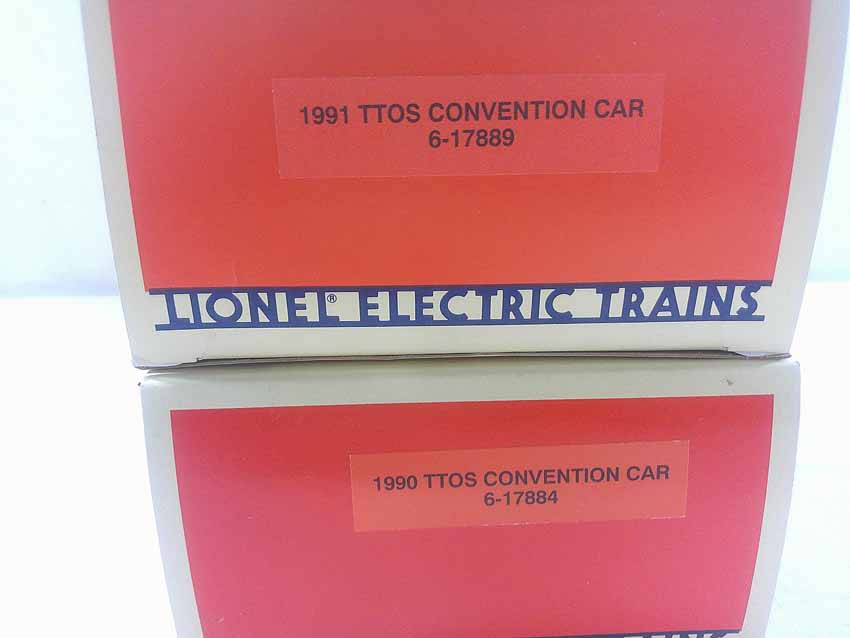 1991 TTOS CONVENTION CAR
6-17889
LIONEL® ELECTRIC TRAINS
1990 TTOS CONVENTION CAR
6-17884